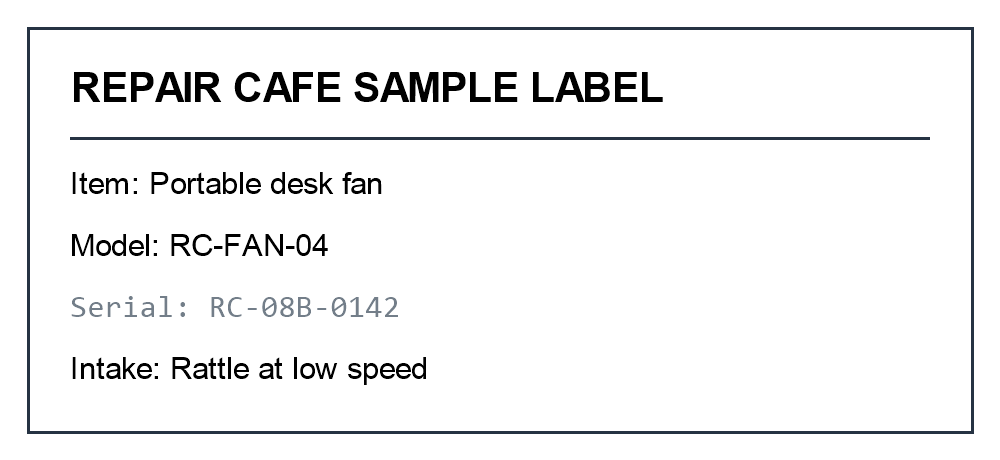 REPAIR CAFE SAMPLE LABEL
Item: Portable desk fan
Model: RC-FAN-04
Serial: RC-08B-0142
Intake: Rattle at low speed